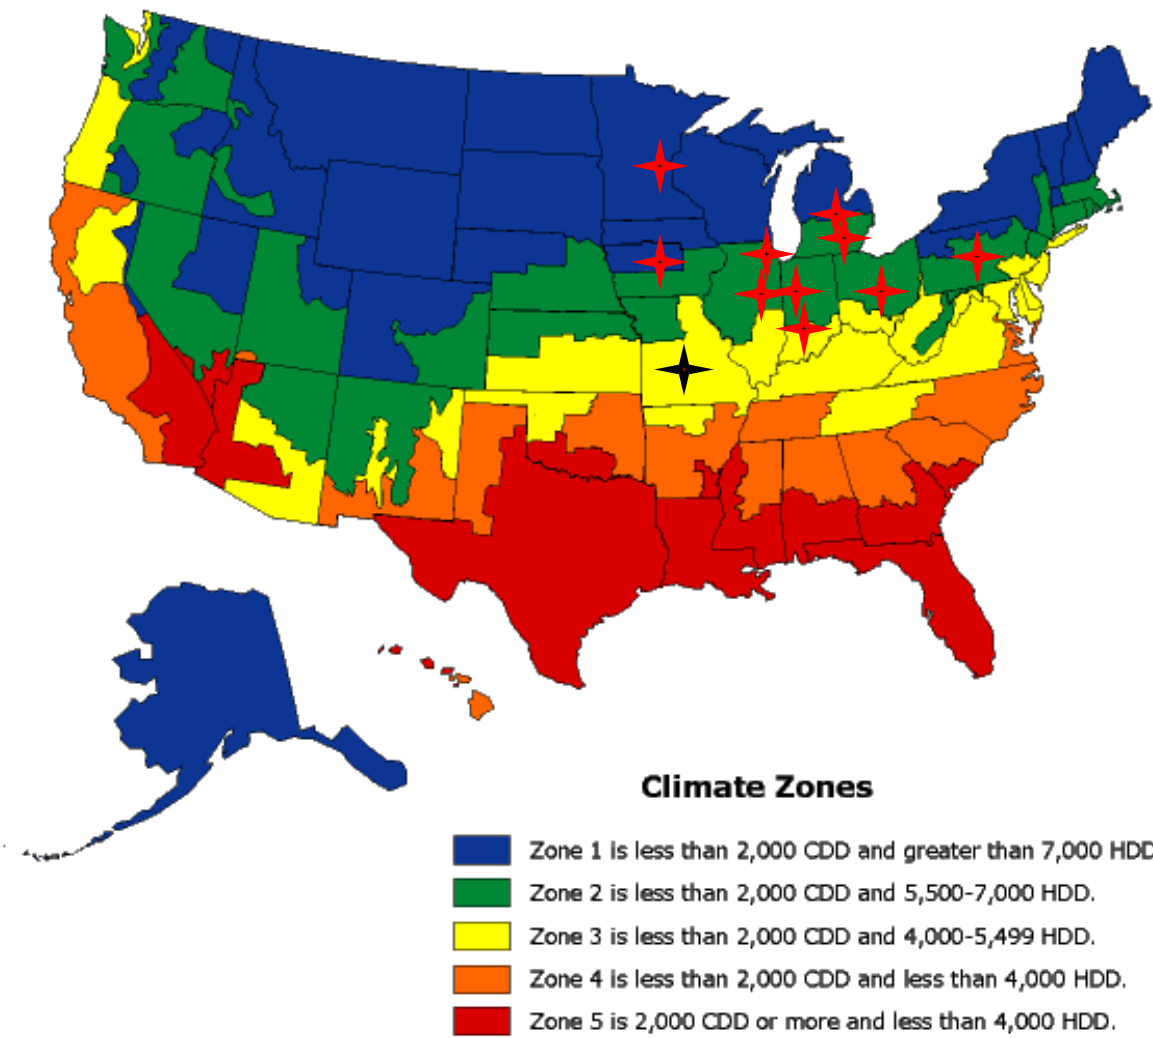 Climate Zones
Zone 1 is less than 2,000 CDD and greater than 7,000 HDD
Zone 2 is less than 2,000 CDD and 5,500-7,000 HDD.
Zone 3 is less than 2,000 CDD and 4,000-5,499 HDD.
Zone 4 is less than 2,000 CDD and less than 4,000 HDD.
Zone 5 is 2,000 CDD or more and less than 4,000 HDD.